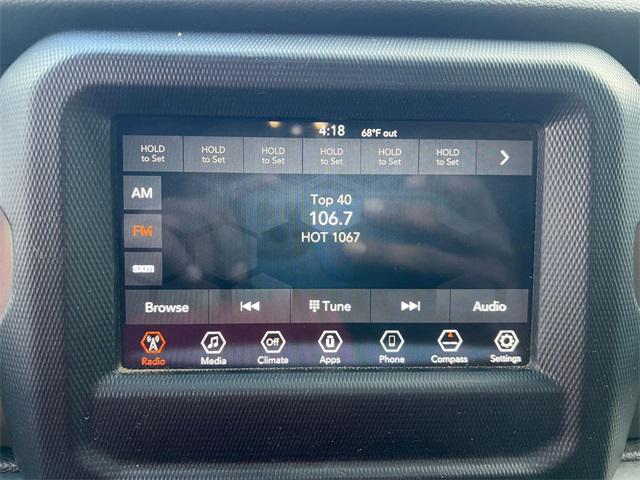 4:18 68°F out
HOLD to Set HOLD to Set HOLD to Set HOLD to Set HOLD to Set HOLD to Set
AM
Top 40
106.7
FM
HOT 1067
sxm
Browse Tune Audio
Off
Radio Media Climate Apps Phone Compass Settings